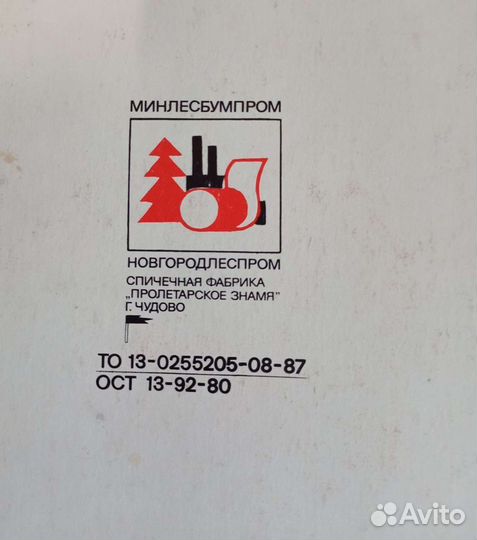 МИНЛЕСБУМПРОМ
НОВГОРОДЛЕСПРОМ
СПИЧЕЧНАЯ ФАБРИКА
„ПРОЛЕТАРСКОЕ ЗНАМЯ"
Г. ЧУДОВО
ТО 13-0255205-08-87
ОСТ 13-92-80
Avito